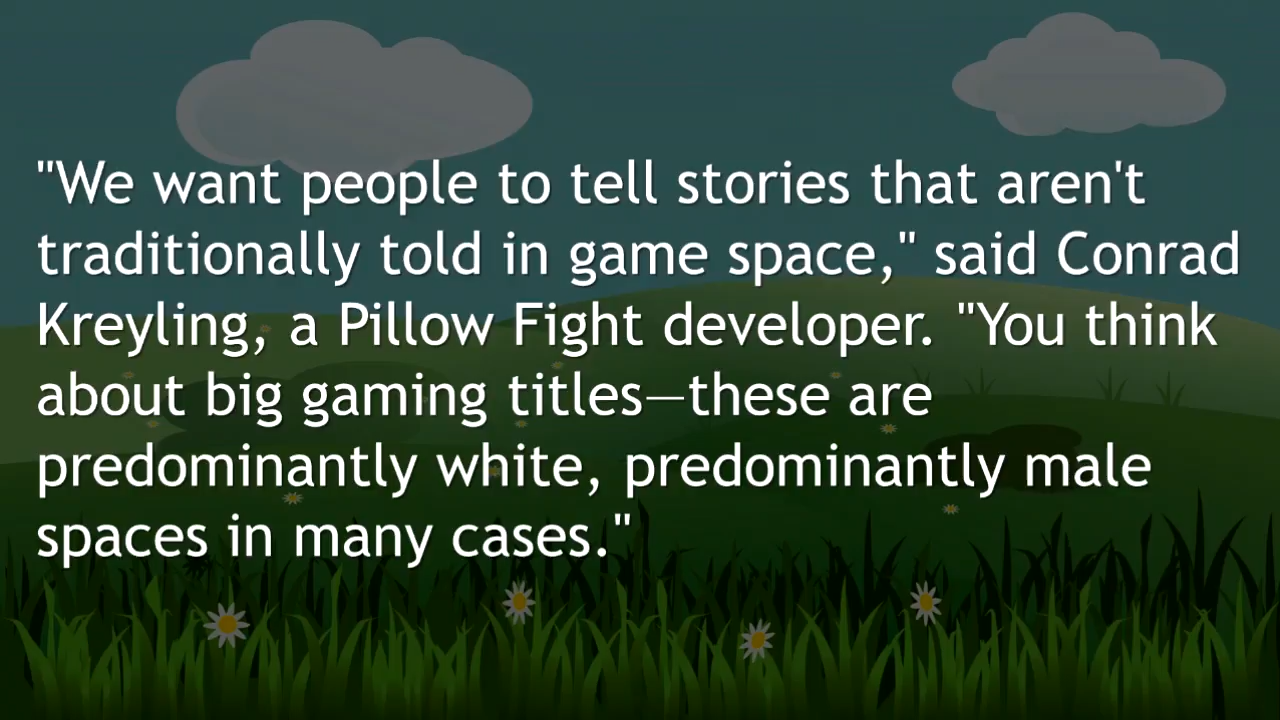 "We want people to tell stories that aren't
traditionally told in game space," said Conrad
Kreyling, a Pillow Fight developer. "You think
about big gaming titles—these are
predominantly white, predominantly male
spaces in many cases."